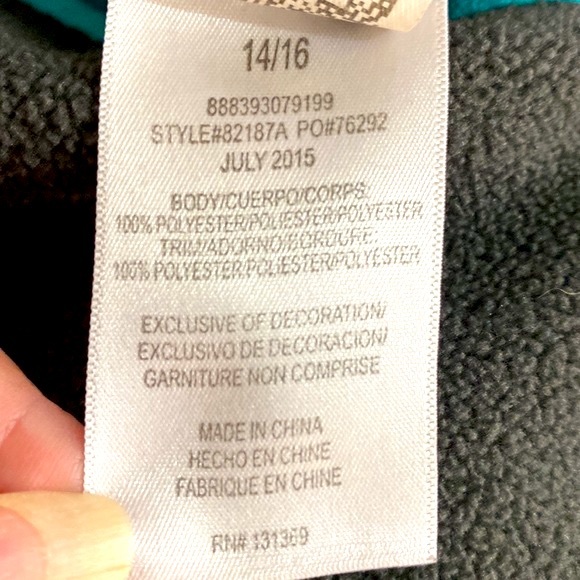 14/16
888393079199
STYLE#82187A PO#76292
JULY 2015
BODY/CUERPO/CORPS:
100% POLYESTER/POLIESTER/POLYESTER
TRIM/ADORNO/BORDURE:
100% POLYESTER/POLIESTER/POLYESTER
EXCLUSIVE OF DECORATION/
EXCLUSIVO DE DECORACION/
GARNITURE NON COMPRISE
MADE IN CHINA
HECHO EN CHINE
FABRIQUE EN CHINE
RN# 131369